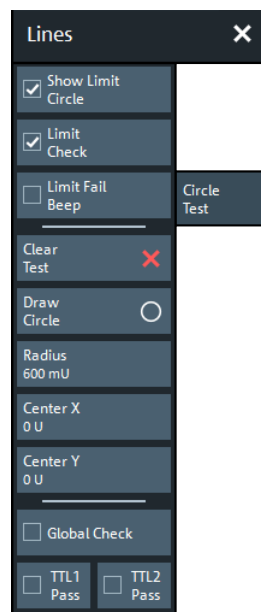 Lines
Show Limit
Circle
Limit
Check
Limit Fail
Beep
Circle
Test
Clear
Test
Draw
Circle
Radius
600 mU
Center X
0 U
Center Y
0 U
Global Check
TTL1
Pass
TTL2
Pass